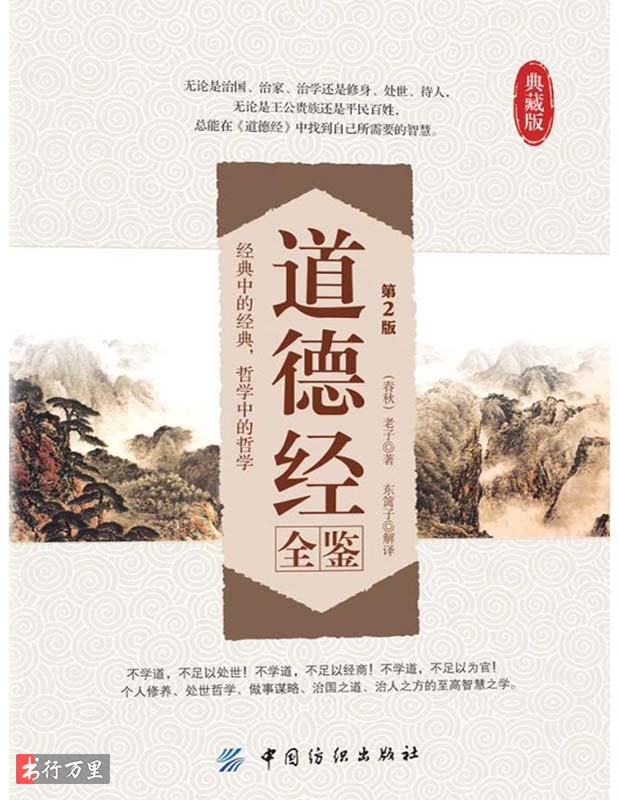 无论是治国、治家、治学还是修身、处世、待人，
无论是王公贵族还是平民百姓，
总能在《道德经》中找到自己所需要的智慧。
典藏版
道德经
全鉴
第2版
（春秋）老子◎著
东篱子◎解译
经典中的经典，哲学中的哲学
不学道，不足以处世！不学道，不足以经商！不学道，不足以为官！
个人修养、处世哲学、做事谋略、治国之道、治人之方的至高智慧之学。
中国纺织出版社
书行万里